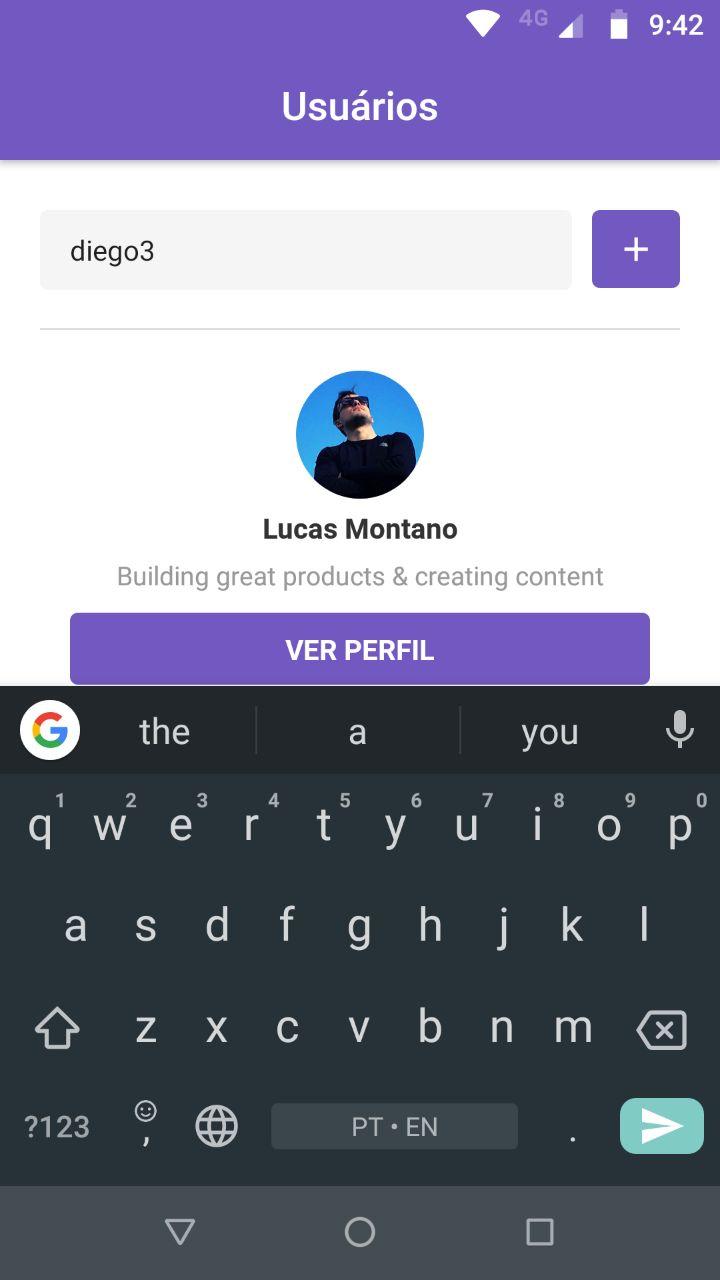 4G 9:42
Usuários
diego3 +
Lucas Montano
Building great products & creating content
VER PERFIL
G the a you
1 2 3 4 5 6 7 8 9 0
q w e r t y u i o p
a s d f g h j k l
z x c v b n m
?123 , PT • EN .